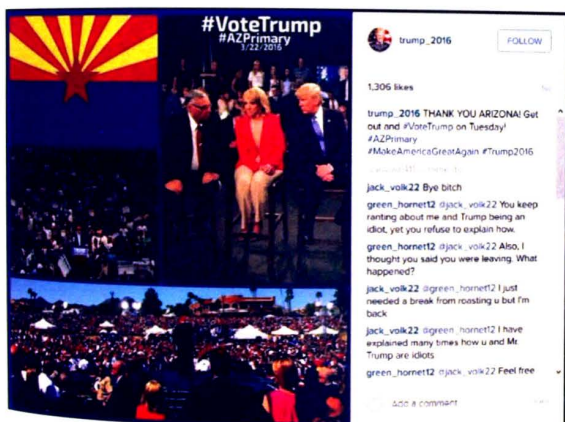 #VoteTrump
#AZPrimary
3/22/2016
trump_2016
FOLLOW
1,306 likes
trump_2016 THANK YOU ARIZONA! Get
out and #VoteTrump on Tuesday!
#AZPrimary
#MakeAmericaGreatAgain #Trump2016
jack_volk22 Bye bitch
green_hornet12 @jack_volk22 You keep
ranting about me and Trump being an
idiot, yet you refuse to explain how.
green_hornet12 @jack_volk22 Also, I
thought you said you were leaving. What
happened?
jack_volk22 @green_hornet12 I just
needed a break from roasting u but I'm
back
jack_volk22 @green_hornet12 I have
explained many times how u and Mr.
Trump are idiots
green_hornet12 @jack_volk22 Feel free
Add a comment